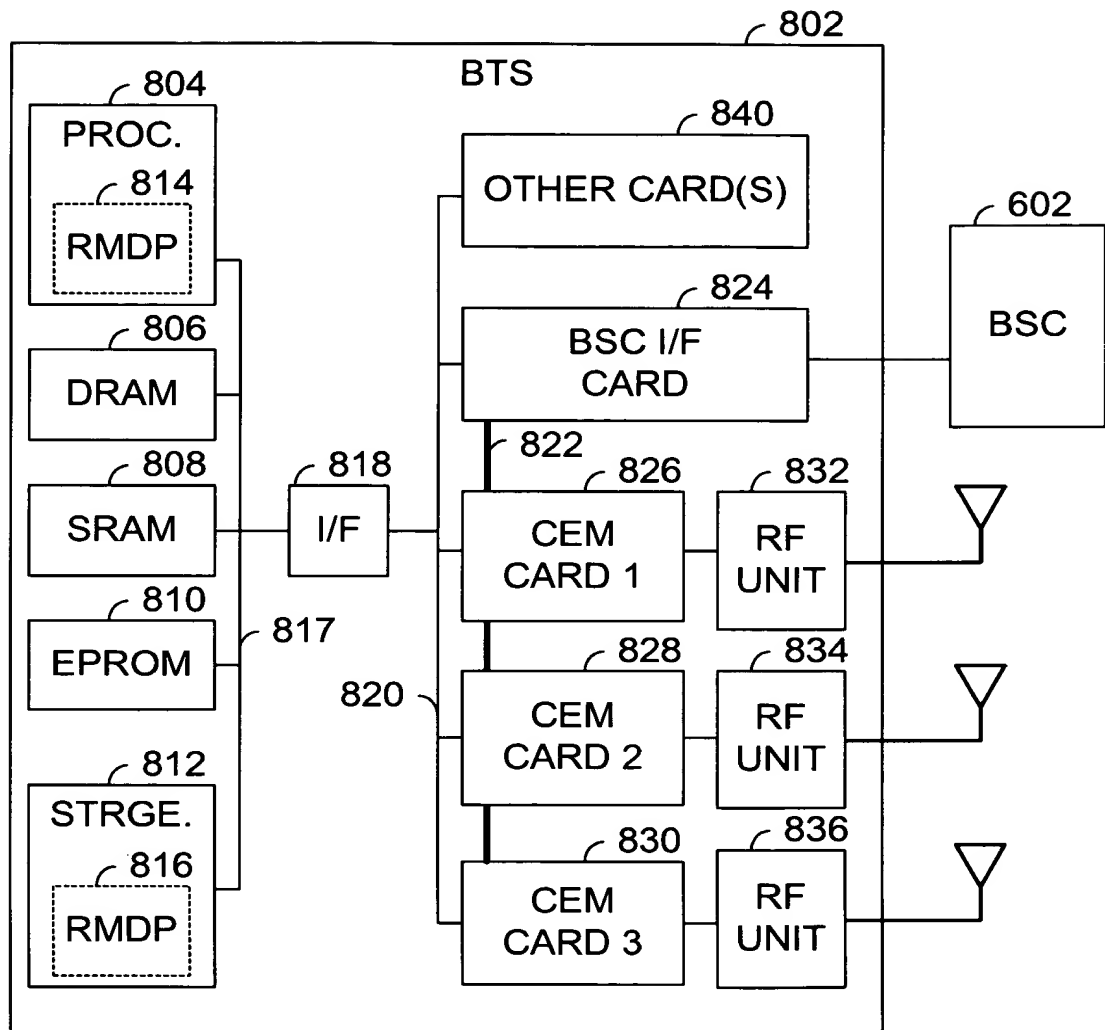 802
BTS
804
PROC.
814
RMDP
806
DRAM
808
SRAM
810
EPROM
817
812
STRGE.
816
RMDP
818
I/F
820
840
OTHER CARD(S)
824
BSC I/F
CARD
822
826
CEM
CARD 1
832
RF
UNIT
828
CEM
CARD 2
834
RF
UNIT
830
CEM
CARD 3
836
RF
UNIT
602
BSC